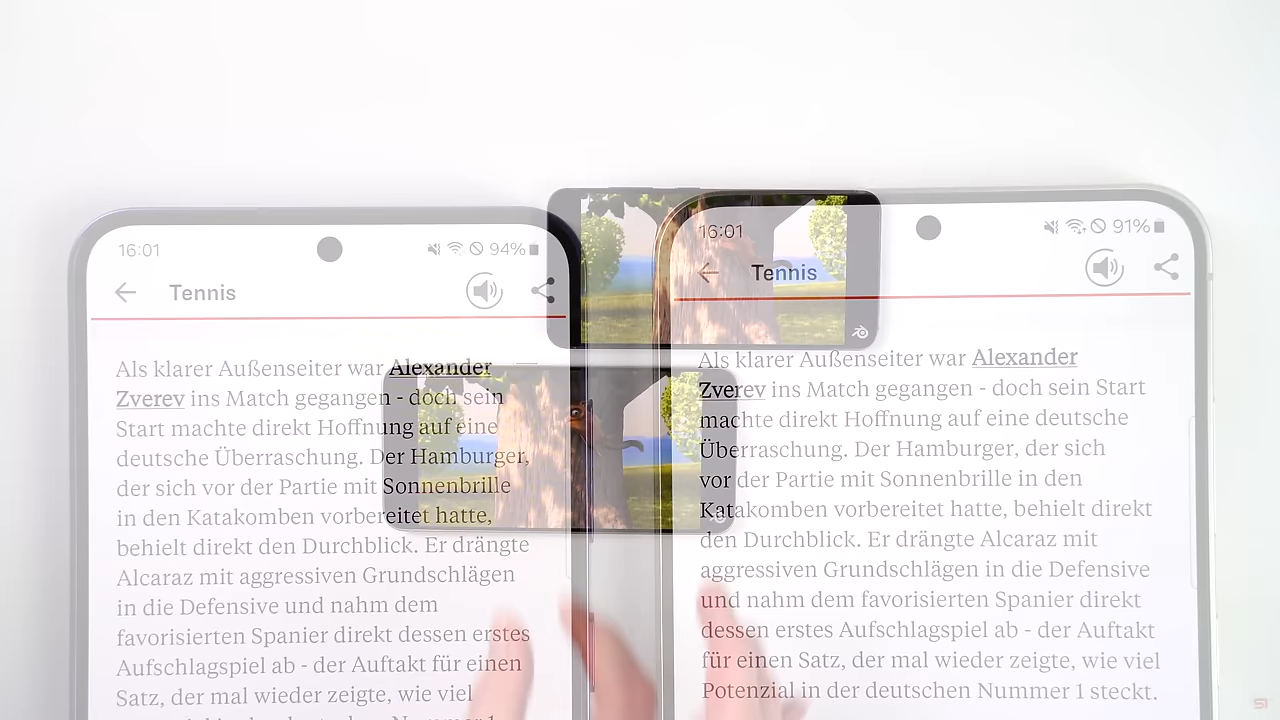 16:01
94%
Tennis
Als klarer Außenseiter war Alexander
Zverev ins Match gegangen - doch sein
Start machte direkt Hoffnung auf eine
deutsche Überraschung. Der Hamburger,
der sich vor der Partie mit Sonnenbrille
in den Katakomben vorbereitet hatte,
behielt direkt den Durchblick. Er drängte
Alcaraz mit aggressiven Grundschlägen
in die Defensive und nahm dem
favorisierten Spanier direkt dessen erstes
Aufschlagspiel ab - der Auftakt für einen
Satz, der mal wieder zeigte, wie viel
16:01
91%
Tennis
Als klarer Außenseiter war Alexander
Zverev ins Match gegangen - doch sein Start
machte direkt Hoffnung auf eine deutsche
Überraschung. Der Hamburger, der sich
vor der Partie mit Sonnenbrille in den
Katakomben vorbereitet hatte, behielt direkt
den Durchblick. Er drängte Alcaraz mit
aggressiven Grundschlägen in die Defensive
und nahm dem favorisierten Spanier direkt
dessen erstes Aufschlagspiel ab - der Auftakt
für einen Satz, der mal wieder zeigte, wie viel
Potenzial in der deutschen Nummer 1 steckt.